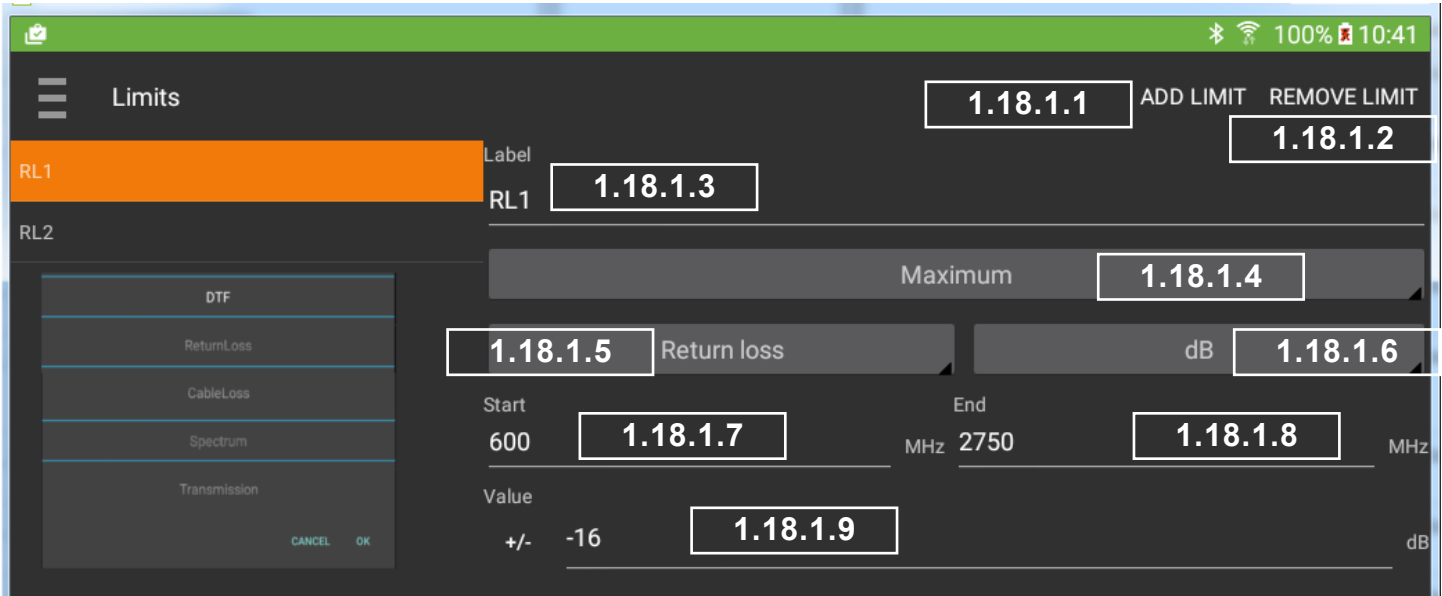 100% 10:41
Limits
1.18.1.1
ADD LIMIT REMOVE LIMIT
1.18.1.2
RL1
RL2
Label
RL1
1.18.1.3
Maximum
1.18.1.4
1.18.1.5
Return loss
dB
1.18.1.6
Start
600
1.18.1.7
MHz
End
2750
1.18.1.8
MHz
Value
+/-
-16
1.18.1.9
dB
DTF
ReturnLoss
CableLoss
Spectrum
Transmission
CANCEL OK